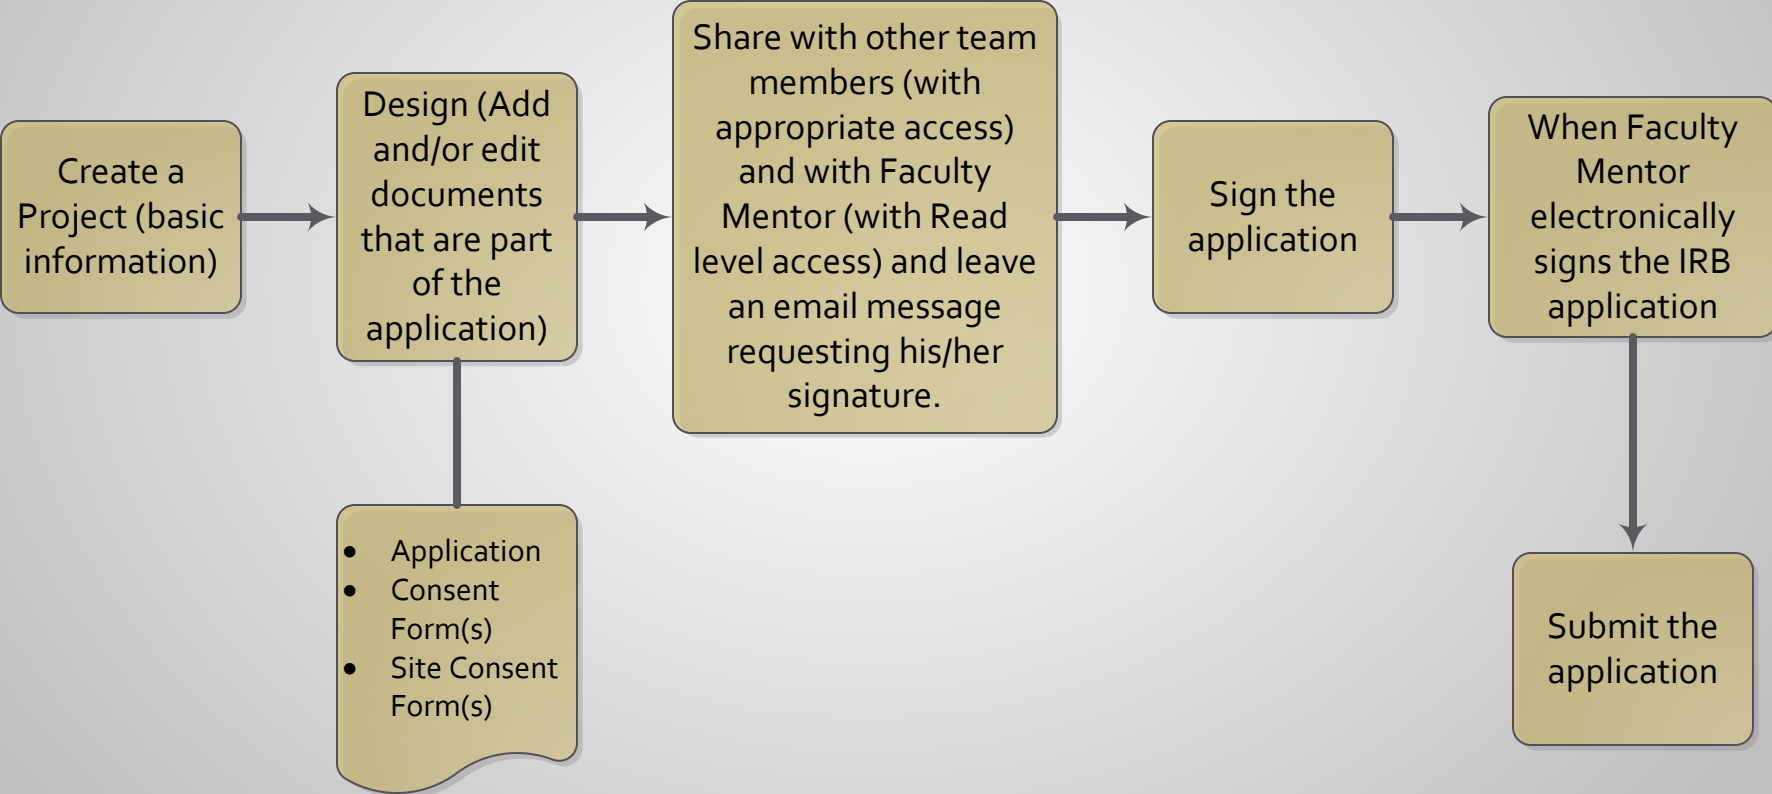 Create a
Project (basic
information)
Design (Add
and/or edit
documents
that are part
of the
application)
Share with other team
members (with
appropriate access)
and with Faculty
Mentor (with Read
level access) and leave
an email message
requesting his/her
signature.
Sign the
application
When Faculty
Mentor
electronically
signs the IRB
application
• Application
• Consent
Form(s)
• Site Consent
Form(s)
Submit the
application